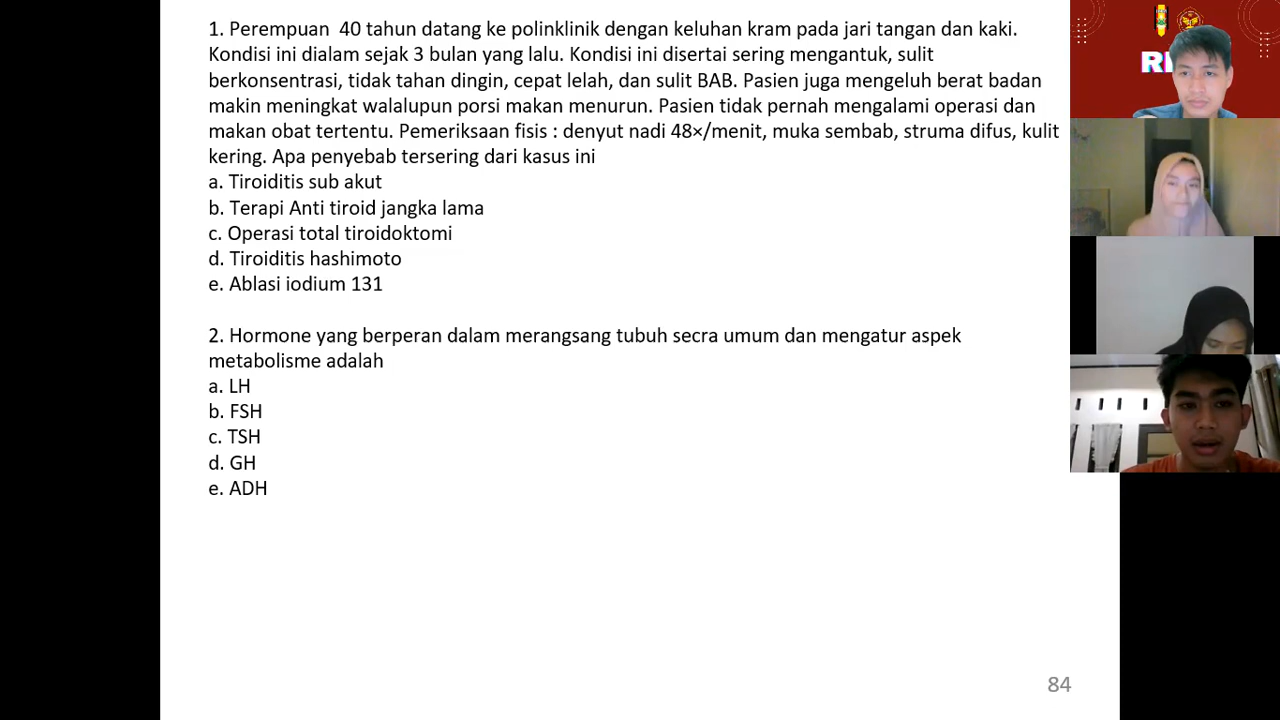 1. Perempuan  40 tahun datang ke polinklinik dengan keluhan kram pada jari tangan dan kaki.
Kondisi ini dialam sejak 3 bulan yang lalu. Kondisi ini disertai sering mengantuk, sulit
berkonsentrasi, tidak tahan dingin, cepat lelah, dan sulit BAB. Pasien juga mengeluh berat badan
makin meningkat walalupun porsi makan menurun. Pasien tidak pernah mengalami operasi dan
makan obat tertentu. Pemeriksaan fisis : denyut nadi 48×/menit, muka sembab, struma difus, kulit
kering. Apa penyebab tersering dari kasus ini
a. Tiroiditis sub akut
b. Terapi Anti tiroid jangka lama
c. Operasi total tiroidoktomi
d. Tiroiditis hashimoto
e. Ablasi iodium 131
2. Hormone yang berperan dalam merangsang tubuh secra umum dan mengatur aspek
metabolisme adalah
a. LH
b. FSH
c. TSH
d. GH
e. ADH
84